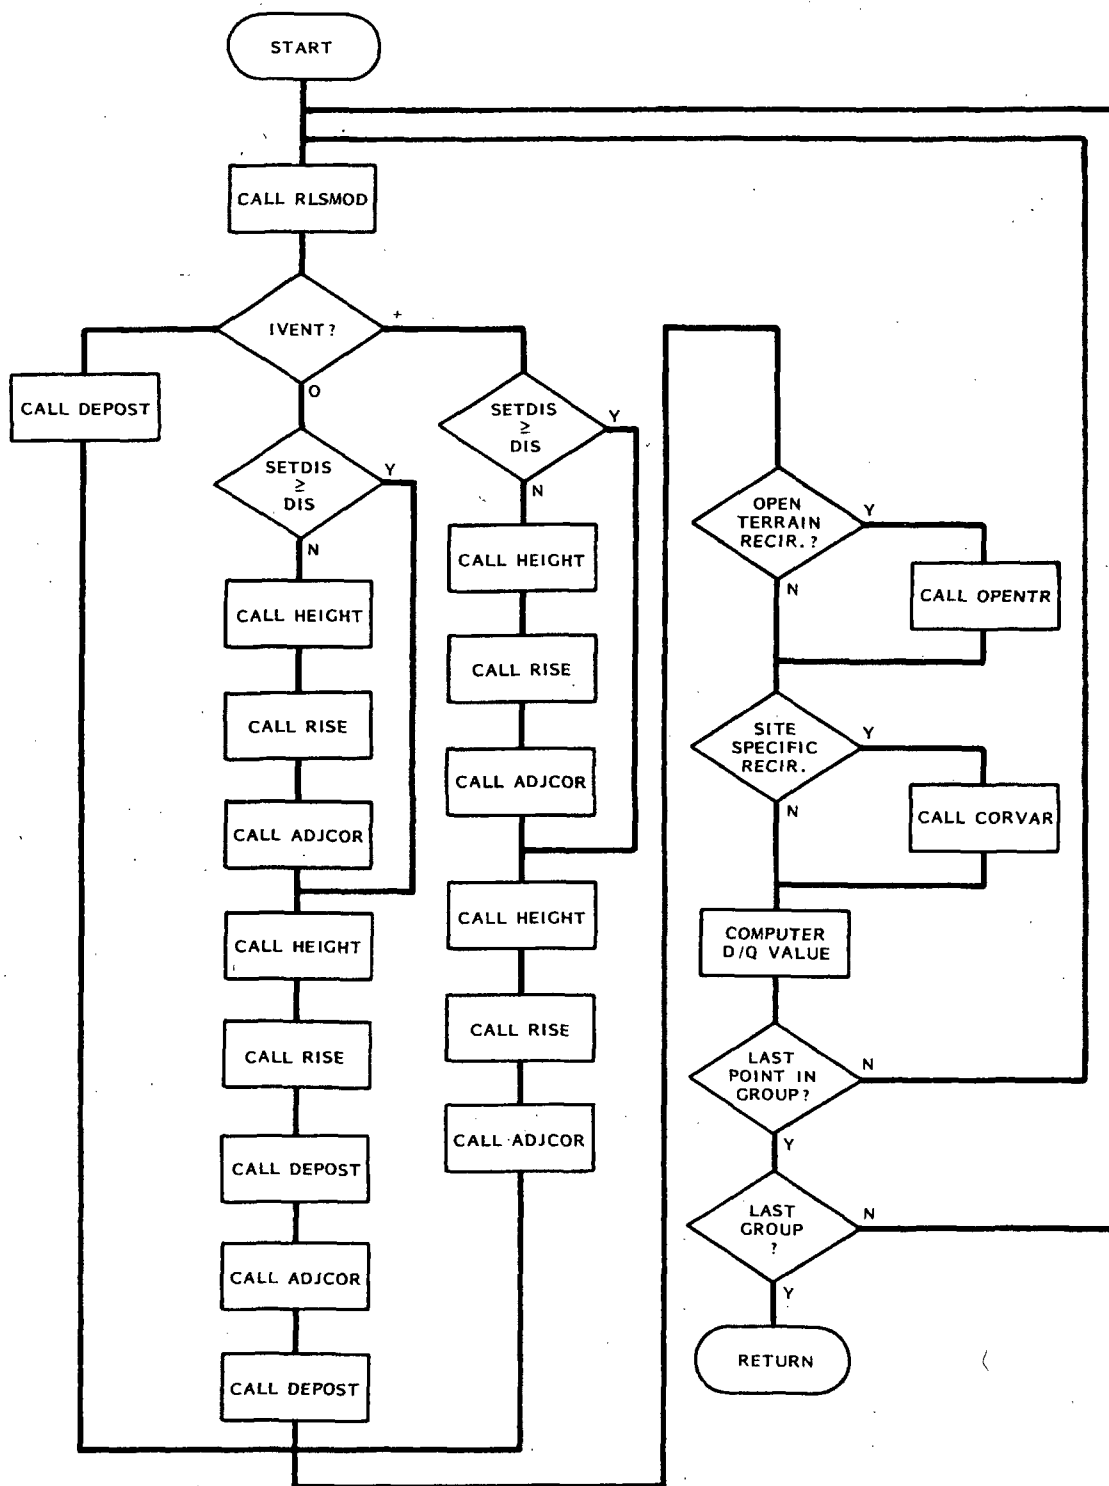 START
CALL RLSMOD
IVENT?
+
O
CALL DEPOST
SETDIS
≥
DIS
Y
N
CALL HEIGHT
CALL RISE
CALL ADJCOR
CALL HEIGHT
CALL RISE
CALL DEPOST
CALL ADJCOR
CALL DEPOST
SETDIS
≥
DIS
Y
N
CALL HEIGHT
CALL RISE
CALL ADJCOR
CALL HEIGHT
CALL RISE
CALL ADJCOR
OPEN
TERRAIN
RECIR.?
Y
N
CALL OPENTR
SITE
SPECIFIC
RECIR.
Y
N
CALL CORVAR
COMPUTER
D/Q VALUE
LAST
POINT IN
GROUP?
N
Y
LAST
GROUP
?
N
Y
RETURN